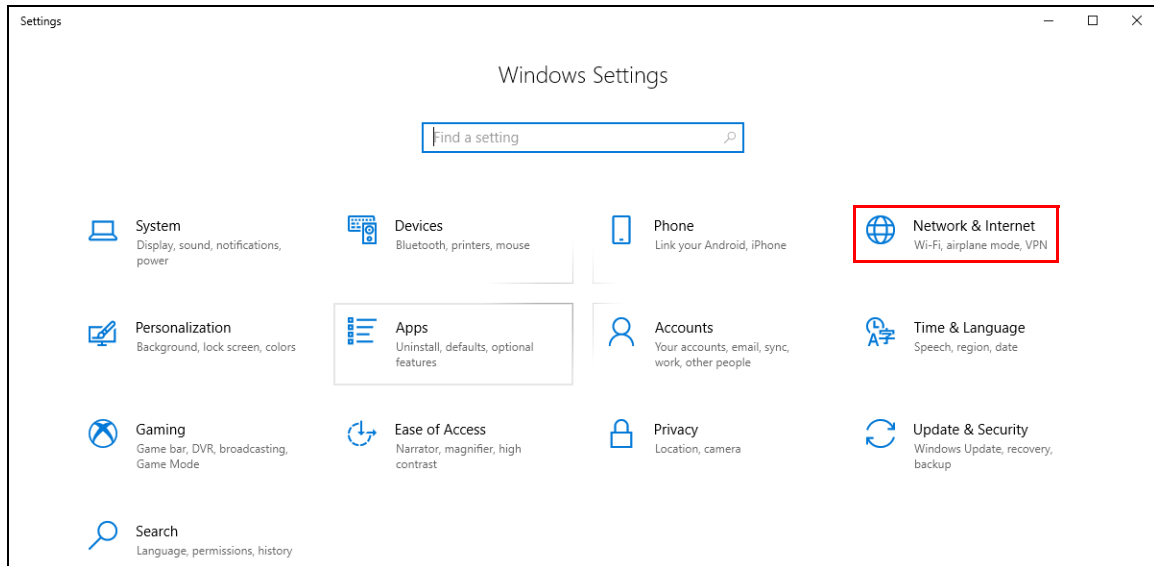 Settings
Windows Settings
Find a setting
System
Display, sound, notifications,
power
Devices
Bluetooth, printers, mouse
Phone
Link your Android, iPhone
Network & Internet
Wi-Fi, airplane mode, VPN
Personalization
Background, lock screen, colors
Apps
Uninstall, defaults, optional
features
Accounts
Your accounts, email, sync,
work, other people
Time & Language
Speech, region, date
Gaming
Game bar, DVR, broadcasting,
Game Mode
Ease of Access
Narrator, magnifier, high
contrast
Privacy
Location, camera
Update & Security
Windows Update, recovery,
backup
Search
Language, permissions, history